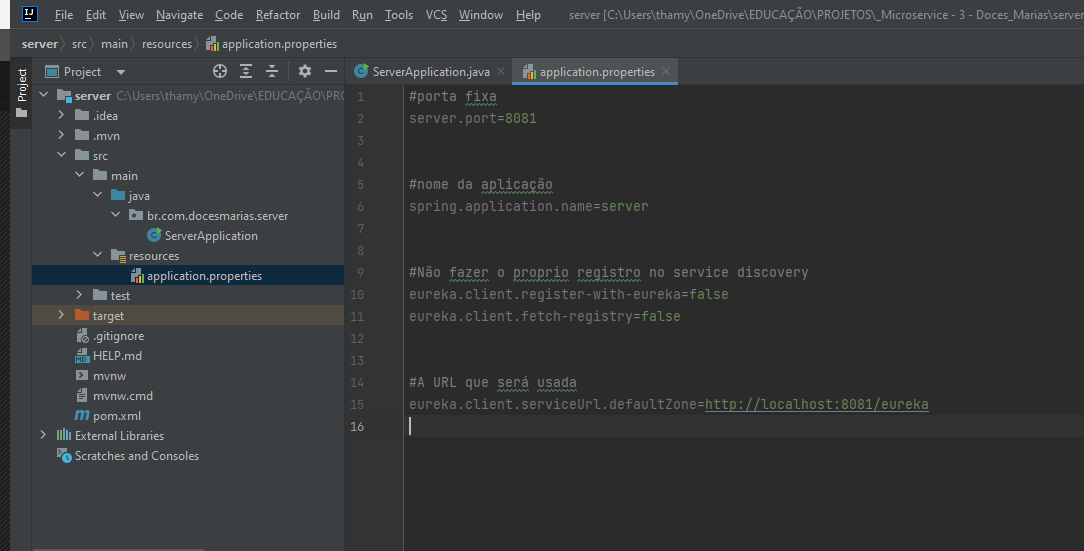 File Edit View Navigate Code Refactor Build Run Tools VCS Window Help server [C:\Users\thamy\OneDrive\EDUCAÇÃO\PROJETOS\_Microservice - 3 - Doces_Marias\server
server src main resources application.properties
Project
Project
ServerApplication.java application.properties
server C:\Users\thamy\OneDrive\EDUCAÇÃO\PRO
.idea
.mvn
src
main
java
br.com.docesmarias.server
ServerApplication
resources
application.properties
test
target
.gitignore
HELP.md
mvnw
mvnw.cmd
pom.xml
External Libraries
Scratches and Consoles
1 #porta fixa
2 server.port=8081
3
4
5 #nome da aplicação
6 spring.application.name=server
7
8
9 #Não fazer o proprio registro no service discovery
10 eureka.client.register-with-eureka=false
11 eureka.client.fetch-registry=false
12
13
14 #A URL que será usada
15 eureka.client.serviceUrl.defaultZone=http://localhost:8081/eureka
16